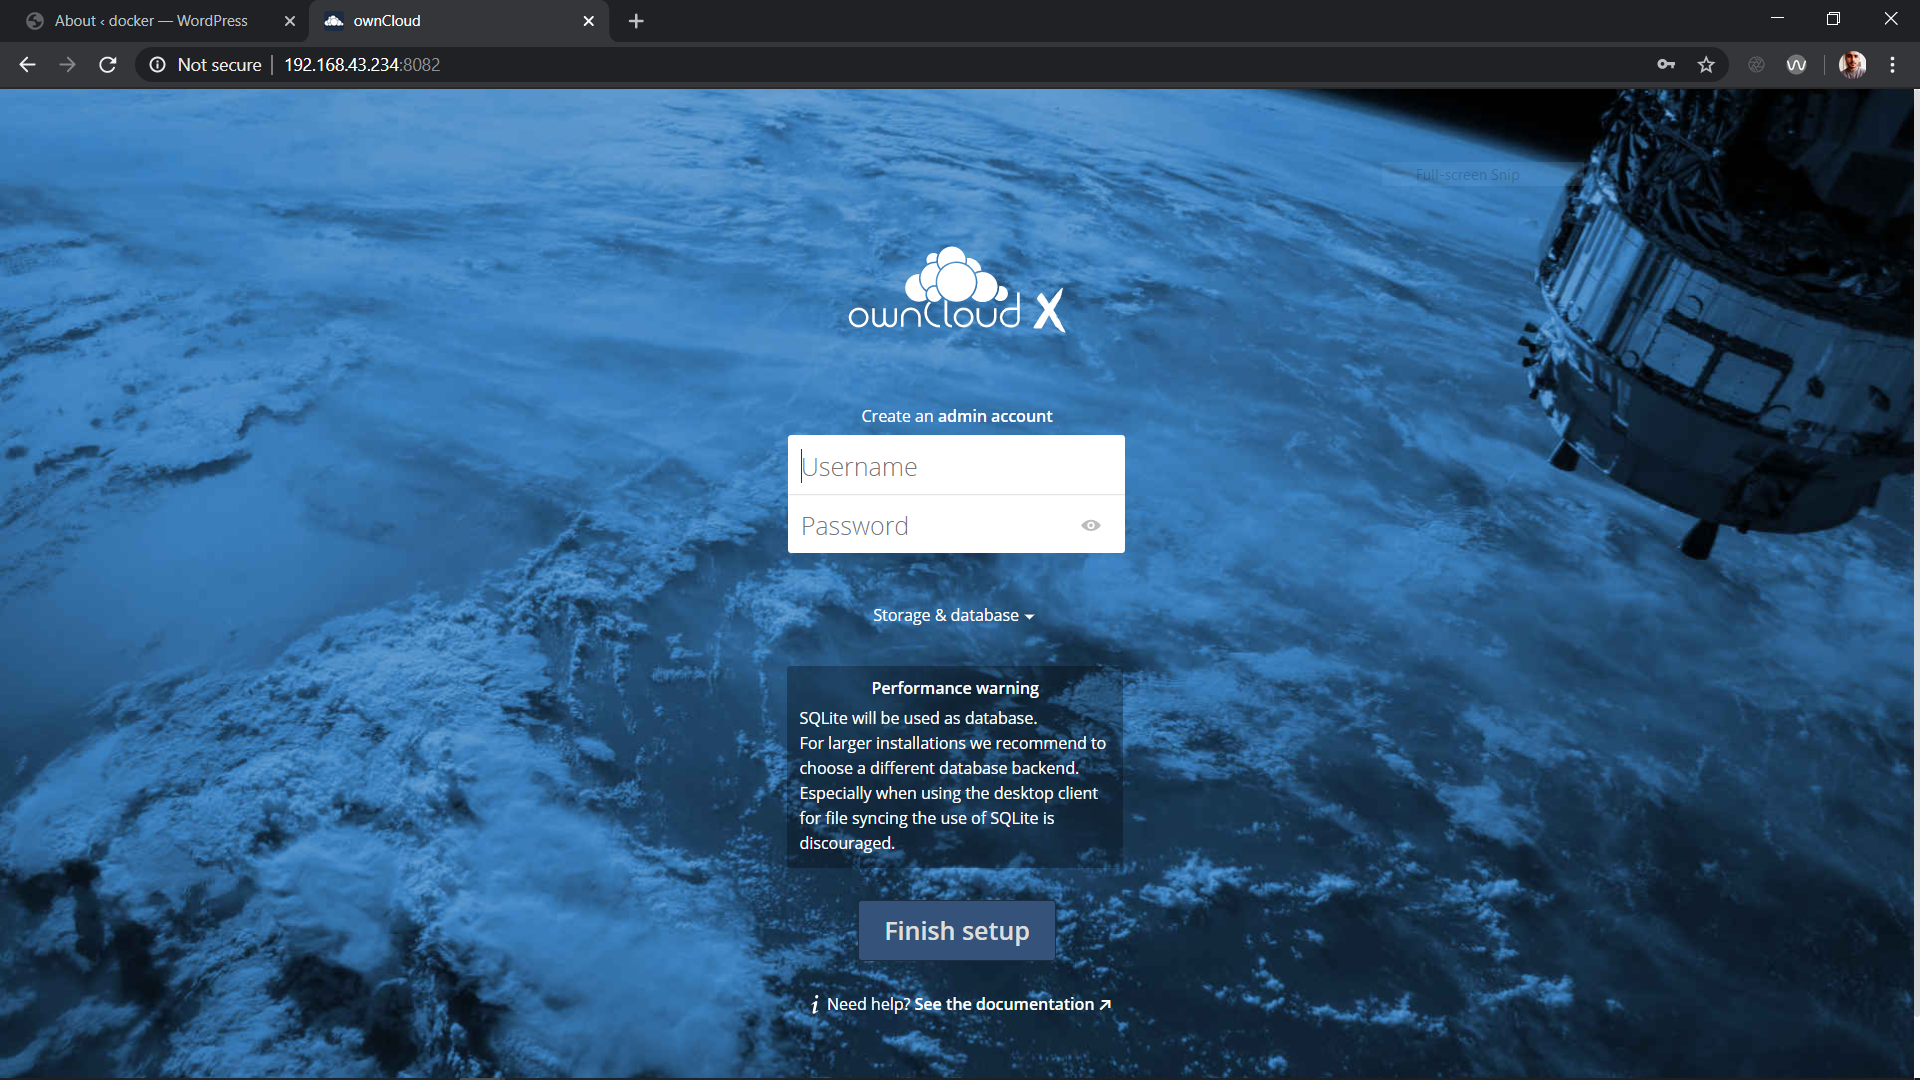 About ‹ docker — WordPress
ownCloud
Not secure
192.168.43.234:8082
Full-screen Snip
ownCloud X
Create an admin account
Username
Password
Storage & database
Performance warning
SQLite will be used as database.
For larger installations we recommend to
choose a different database backend.
Especially when using the desktop client
for file syncing the use of SQLite is
discouraged.
Finish setup
Need help? See the documentation